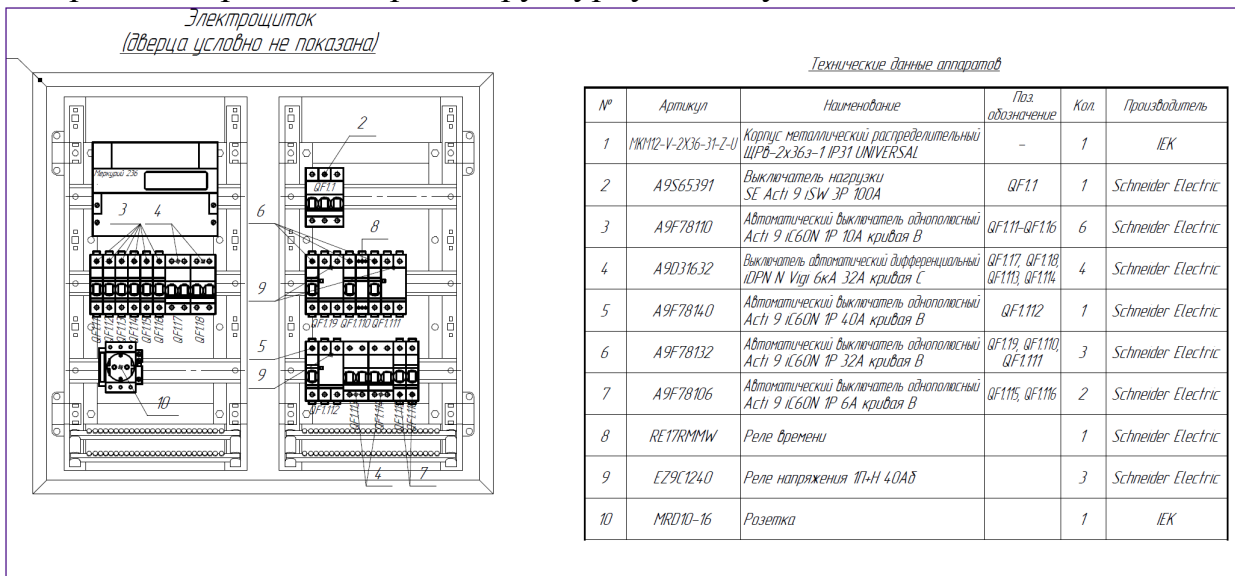 Электрощиток
(дверца условно не показана)
2
Меркурий 236
QF1.1
3 4
6
8
9
QF1.19 QF1.110 QF1.111
QF1.17
QF1.18
5
9
10
QF1.112
4 7
Технические данные аппаратов
№ Артикул Наименование Поз. обозначение Кол. Производитель
1 МКМ12-V-2Х36-31-Z-U Корпус металлический распределительный - 1 IEK
ЩРв-2х36з-1 IP31 UNIVERSAL
2 A9S65391 Выключатель нагрузки QF1.1 1 Schneider Electric
SE Acti 9 iSW 3P 100А
3 A9F78110 Автоматический выключатель однополюсный QF1.11-QF1.16 6 Schneider Electric
Acti 9 iC60N 1P 10А кривая В
4 A9D31632 Выключатель автоматический дифференциальный QF1.17, QF1.18, 4 Schneider Electric
iDPN N Vigi 6кА 32А кривая С QF1.113, QF1.114
5 A9F78140 Автоматический выключатель однополюсный QF1.112 1 Schneider Electric
Acti 9 iC60N 1P 40А кривая В
6 A9F78132 Автоматический выключатель однополюсный QF1.19, QF1.110, 3 Schneider Electric
Acti 9 iC60N 1P 32А кривая В QF1.111
7 A9F78106 Автоматический выключатель однополюсный QF1.115, QF1.116 2 Schneider Electric
Acti 9 iC60N 1P 6А кривая В
8 RE17RMMW Реле времени 1 Schneider Electric
9 EZ9C1240 Реле напряжения 1П+Н 40Аδ 3 Schneider Electric
10 MRD10-16 Розетка 1 IEK